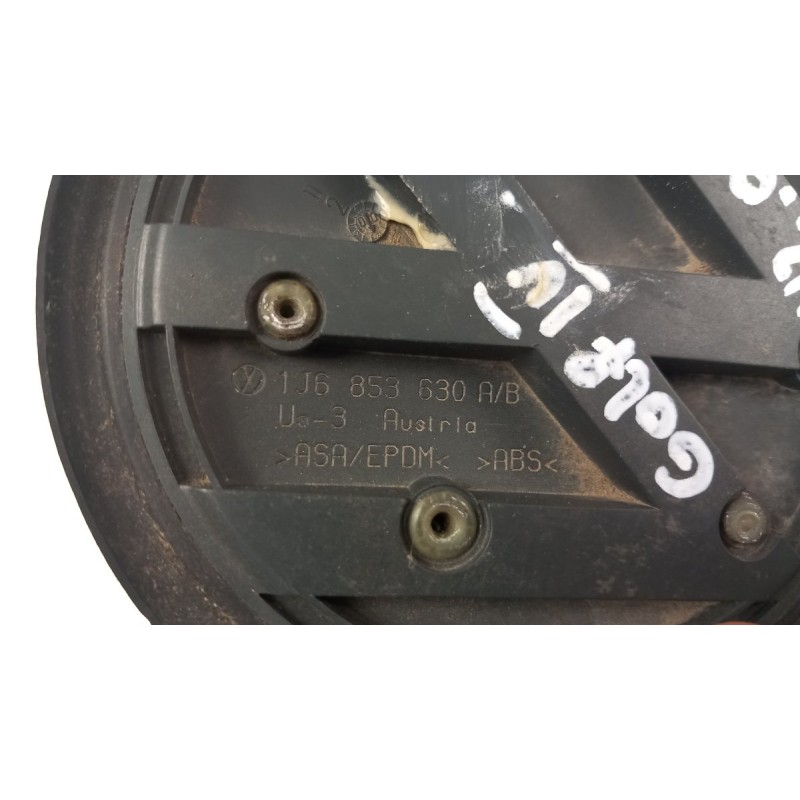 1J6 853 630 A/B
Us-3 Austria
>ASA/EPDM< >ABS<
GOLF IV